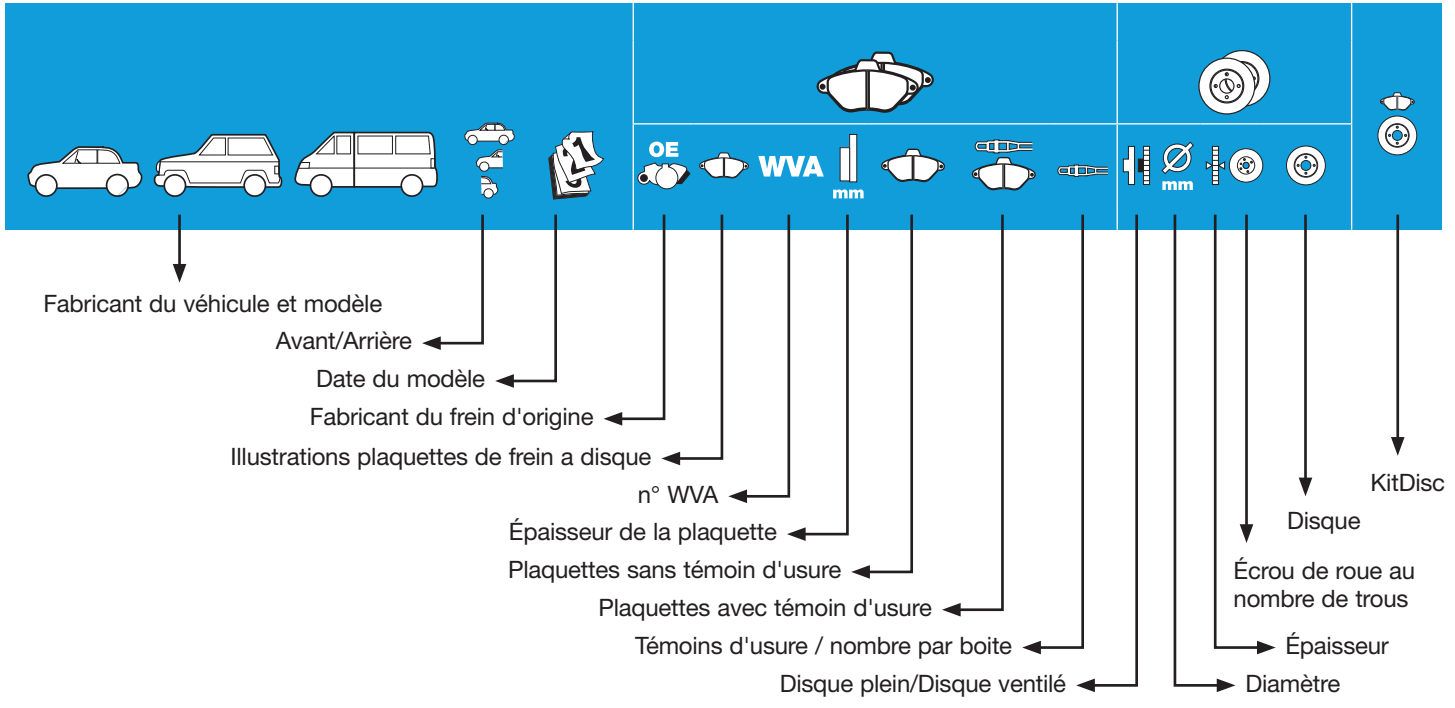 OE
WVA
mm
mm
Fabricant du véhicule et modèle
Avant/Arrière
Date du modèle
Fabricant du frein d'origine
Illustrations plaquettes de frein a disque
n° WVA
Épaisseur de la plaquette
Plaquettes sans témoin d'usure
Plaquettes avec témoin d'usure
Témoins d'usure / nombre par boite
Disque plein/Disque ventilé
KitDisc
Disque
Écrou de roue au
nombre de trous
Épaisseur
Diamètre